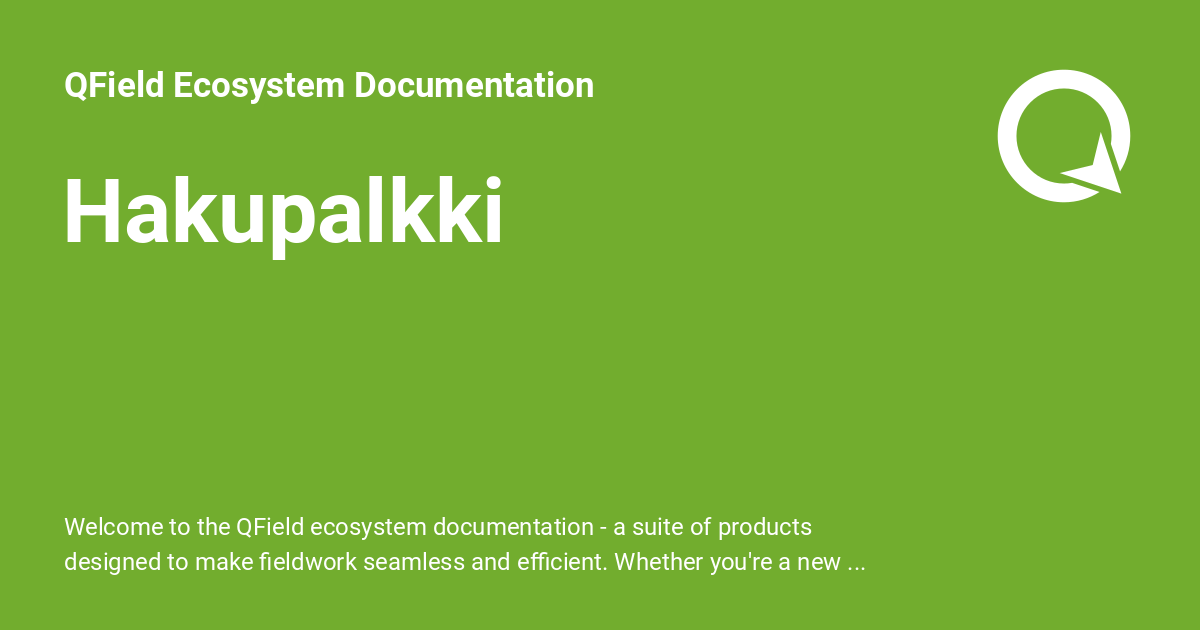 QField Ecosystem Documentation
Hakupalkki
Welcome to the QField ecosystem documentation - a suite of products
designed to make fieldwork seamless and efficient. Whether you're a new ...